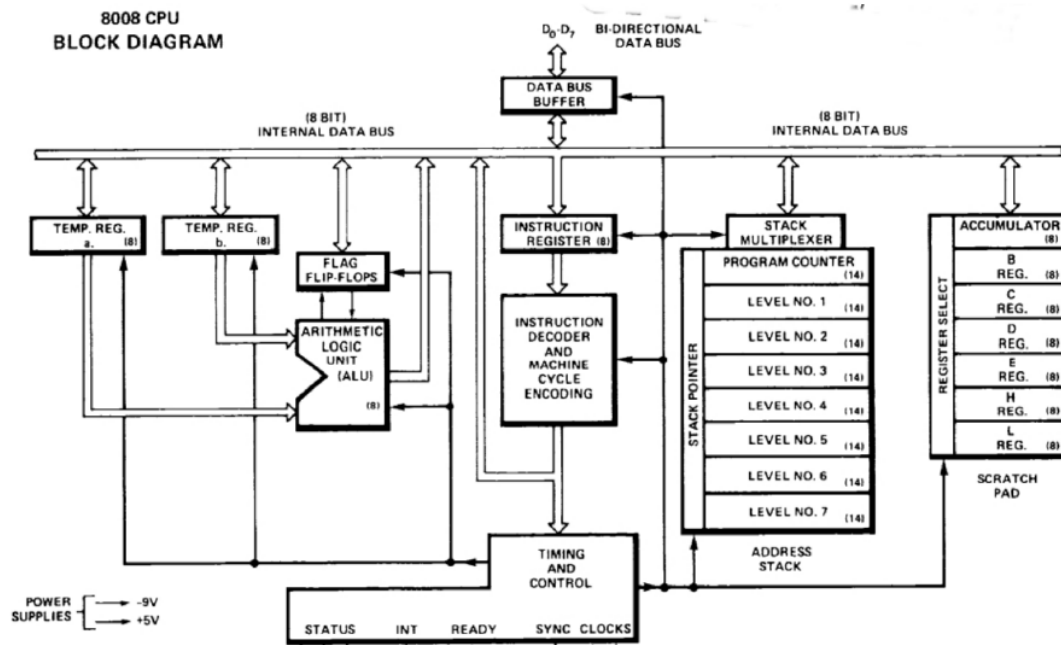 8008 CPU
BLOCK DIAGRAM
D0-D7
BI-DIRECTIONAL
DATA BUS
DATA BUS
BUFFER
(8 BIT)
INTERNAL DATA BUS
(8 BIT)
INTERNAL DATA BUS
TEMP. REG.
a. (8)
TEMP. REG.
b. (8)
FLAG
FLIP-FLOPS
ARITHMETIC
LOGIC
UNIT
(ALU)
(8)
INSTRUCTION
REGISTER (8)
INSTRUCTION
DECODER
AND
MACHINE
CYCLE
ENCODING
STACK
MULTIPLEXER
STACK POINTER
PROGRAM COUNTER
(14)
LEVEL NO. 1
(14)
LEVEL NO. 2
(14)
LEVEL NO. 3
(14)
LEVEL NO. 4
(14)
LEVEL NO. 5
(14)
LEVEL NO. 6
(14)
LEVEL NO. 7
(14)
ADDRESS
STACK
REGISTER SELECT
ACCUMULATOR
(8)
B
REG. (8)
C
REG. (8)
D
REG. (8)
E
REG. (8)
H
REG. (8)
L
REG. (8)
SCRATCH
PAD
TIMING
AND
CONTROL
STATUS INT READY SYNC CLOCKS
POWER
SUPPLIES
-9V
+5V